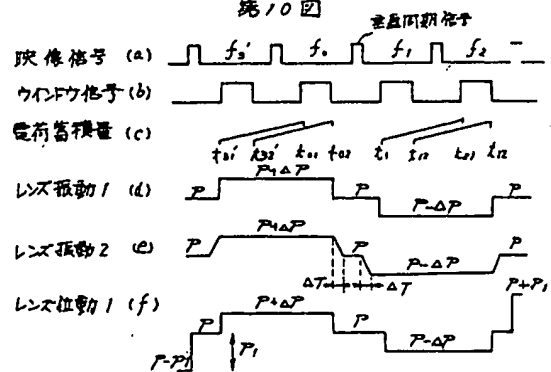 第10図
垂直同期信号
映像信号 (a) f3' f0 f1 f2
ウインドウ信号 (b)
電荷蓄積量 (c) t31' t32' t01 t02 t1 t12 t21 t12
レンズ振動1 (d) P P+ΔP P P-ΔP P
レンズ振動2 (e) P P+ΔP P P-ΔP P
ΔT ΔT
レンズ位動1 (f) P P+ΔP P P-ΔP P+P1
P-P1 P1